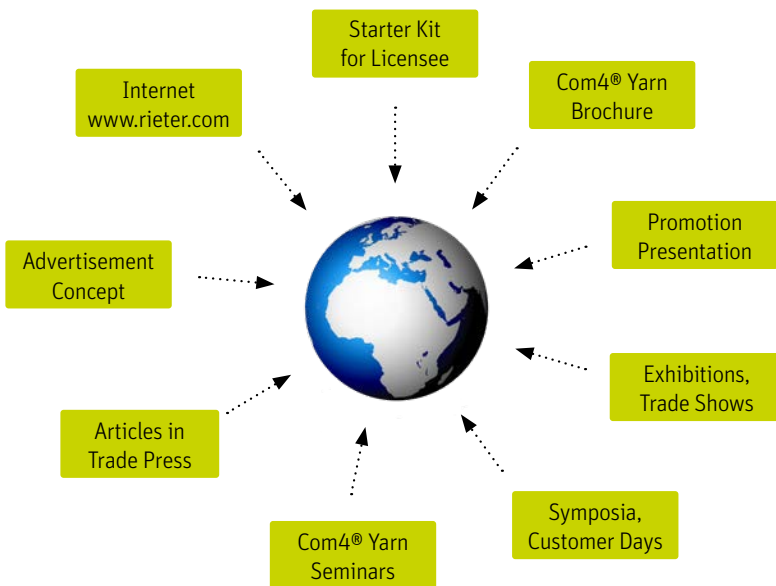 Starter Kit
for Licensee
Com4® Yarn
Brochure
Internet
www.rieter.com
Promotion
Presentation
Advertisement
Concept
Exhibitions,
Trade Shows
Articles in
Trade Press
Symposia,
Customer Days
Com4® Yarn
Seminars